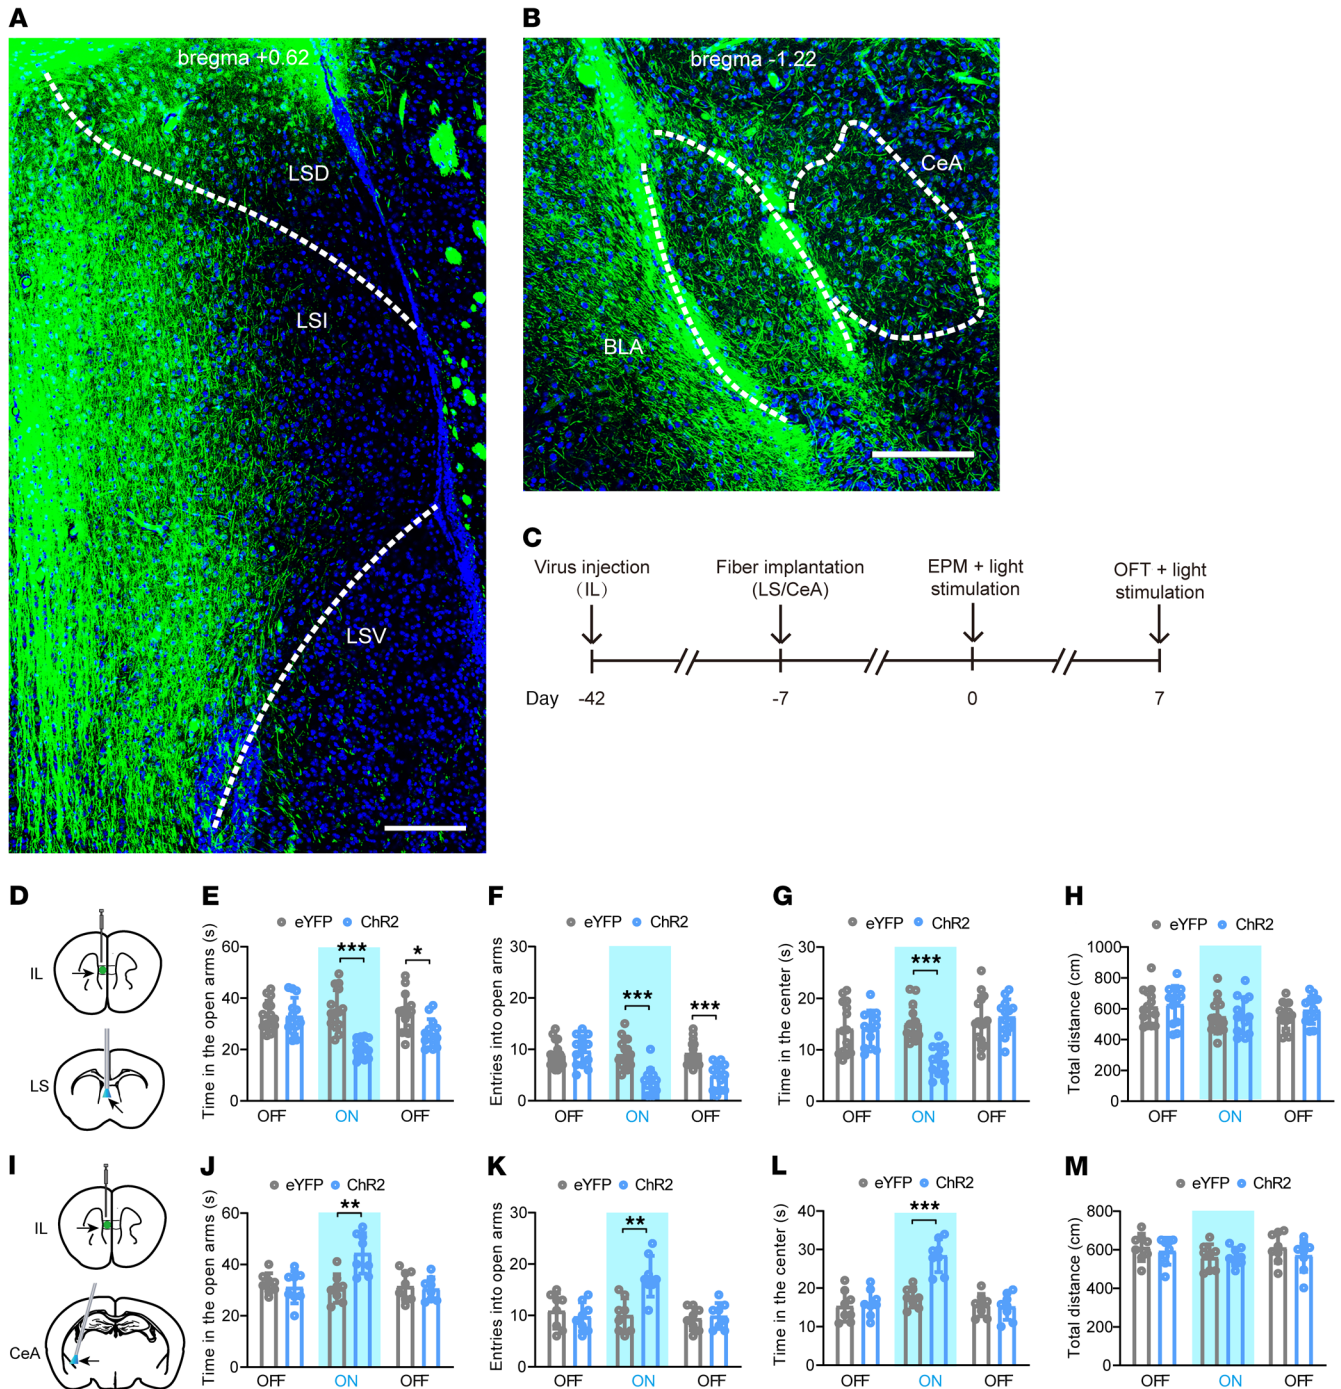 A
bregma +0.62
LSD
LSI
LSV
B
bregma -1.22
CeA
BLA
C
Virus injection
(IL)
Fiber implantation
(LS/CeA)
EPM + light
stimulation
OFT + light
stimulation
Day -42 -7 0 7
D
IL
LS
E
eYFP ChR2
Time in the open arms (s)
60
40
20
0
*** *
OFF ON OFF
F
eYFP ChR2
Entries into open arms
30
20
10
0
*** ***
OFF ON OFF
G
eYFP ChR2
Time in the center (s)
30
20
10
0
***
OFF ON OFF
H
eYFP ChR2
Total distance (cm)
1000
800
600
400
200
0
OFF ON OFF
I
IL
CeA
J
eYFP ChR2
Time in the open arms (s)
60
40
20
0
**
OFF ON OFF
K
eYFP ChR2
Entries into open arms
30
20
10
0
**
OFF ON OFF
L
eYFP ChR2
Time in the center (s)
40
30
20
10
0
***
OFF ON OFF
M
eYFP ChR2
Total distance (cm)
800
600
400
200
0
OFF ON OFF